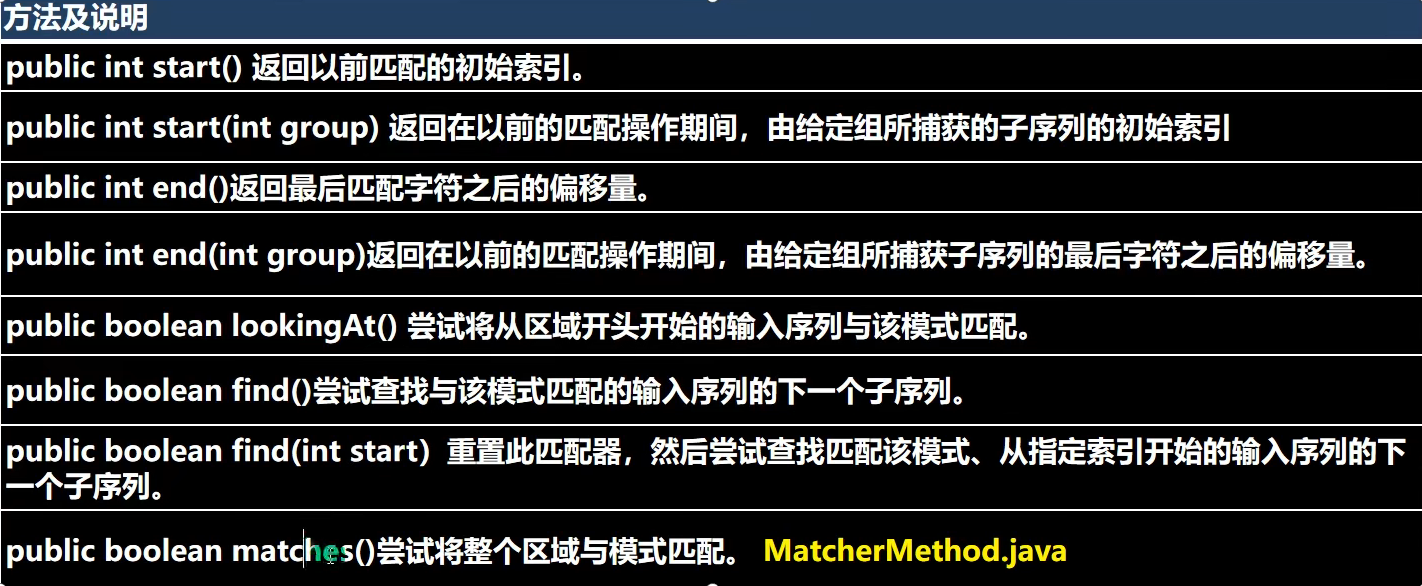 方法及说明
public int start() 返回以前匹配的初始索引。
public int start(int group) 返回在以前的匹配操作期间，由给定组所捕获的子序列的初始索引
public int end()返回最后匹配字符之后的偏移量。
public int end(int group)返回在以前的匹配操作期间，由给定组所捕获子序列的最后字符之后的偏移量。
public boolean lookingAt() 尝试将从区域开头开始的输入序列与该模式匹配。
public boolean find()尝试查找与该模式匹配的输入序列的下一个子序列。
public boolean find(int start）重置此匹配器，然后尝试查找匹配该模式、从指定索引开始的输入序列的下
一个子序列。
public boolean matches()尝试将整个区域与模式匹配。 MatcherMethod.java